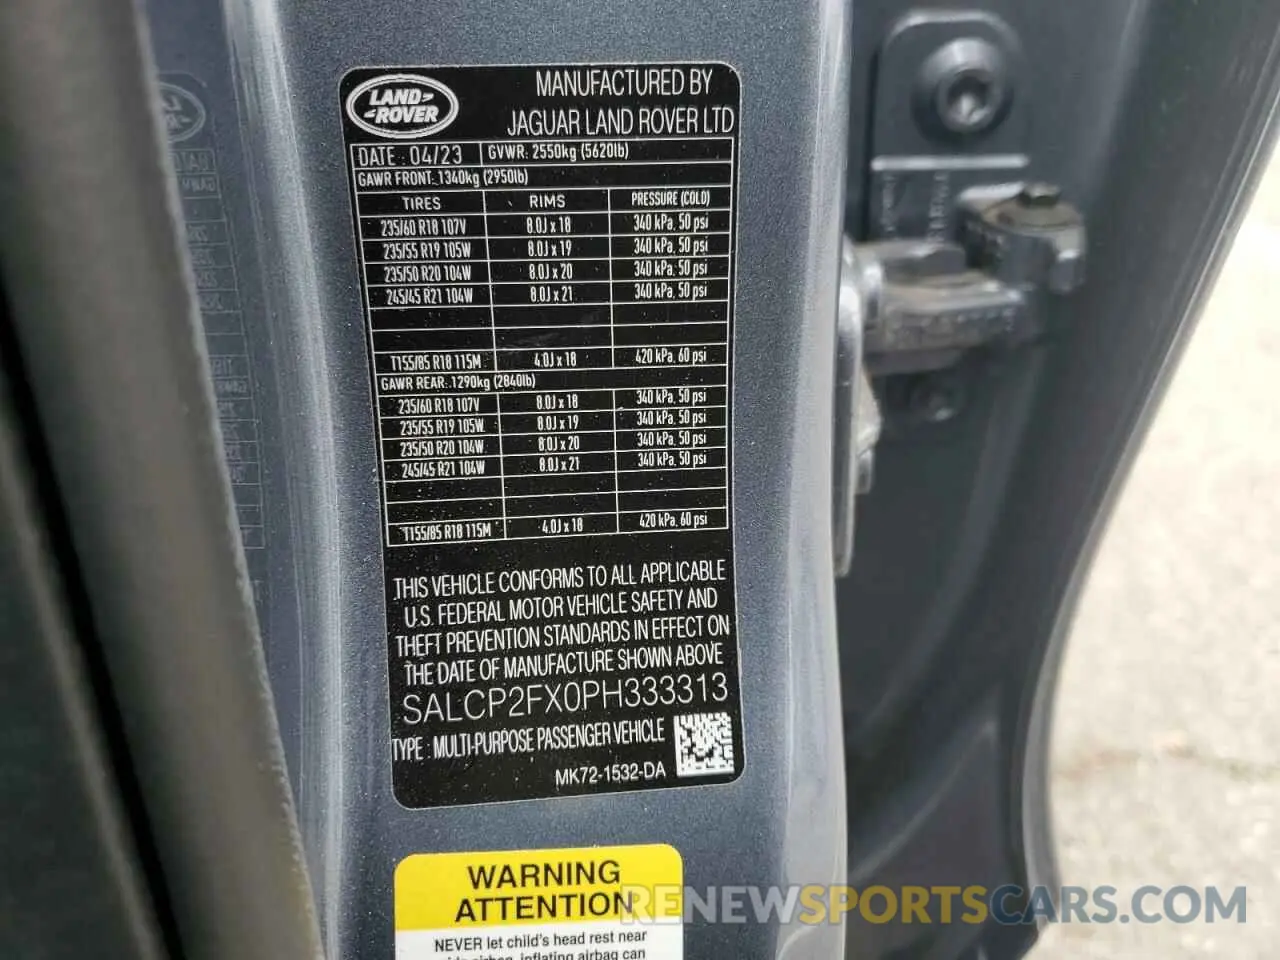 LAND
ROVER
MANUFACTURED BY
JAGUAR LAND ROVER LTD
DATE : 04/23 GVWR: 2550kg (5620lb)
GAWR FRONT: 1340kg (2950lb)
TIRES RIMS PRESSURE (COLD)
235/60 R18 107V 8.0J x 18 340 kPa, 50 psi
235/55 R19 105W 8.0J x 19 340 kPa, 50 psi
235/50 R20 104W 8.0J x 20 340 kPa, 50 psi
245/45 R21 104W 8.0J x 21 340 kPa, 50 psi
T155/85 R18 115M 4.0J x 18 420 kPa, 60 psi
GAWR REAR: 1290kg (2840lb)
235/60 R18 107V 8.0J x 18 340 kPa, 50 psi
235/55 R19 105W 8.0J x 19 340 kPa, 50 psi
235/50 R20 104W 8.0J x 20 340 kPa, 50 psi
245/45 R21 104W 8.0J x 21 340 kPa, 50 psi
T155/85 R18 115M 4.0J x 18 420 kPa, 60 psi
THIS VEHICLE CONFORMS TO ALL APPLICABLE
U.S. FEDERAL MOTOR VEHICLE SAFETY AND
THEFT PREVENTION STANDARDS IN EFFECT ON
THE DATE OF MANUFACTURE SHOWN ABOVE
SALCP2FX0PH333313
TYPE : MULTI-PURPOSE PASSENGER VEHICLE
MK72-1532-DA
WARNING
ATTENTION
NEVER let child's head rest near
airbag, inflating airbag can
RENEWSPORTSCARS.COM